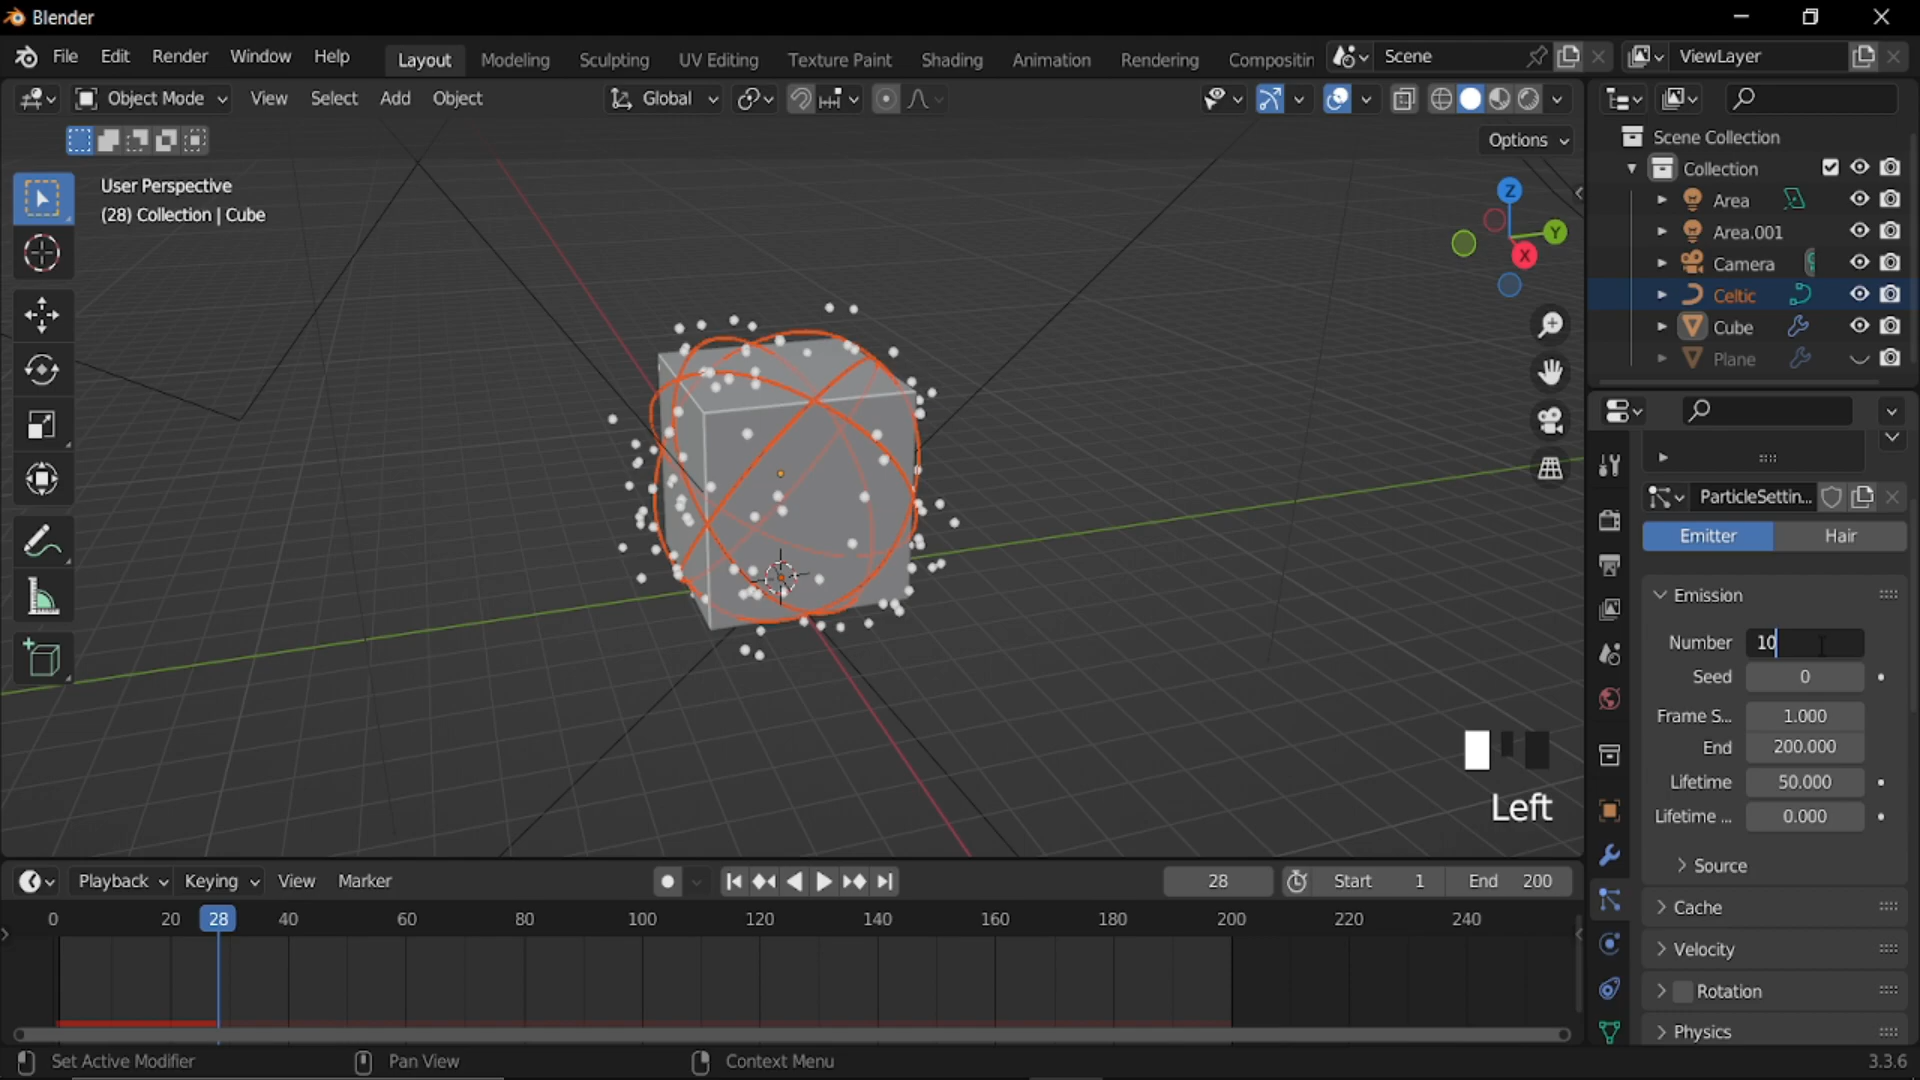 Blender
File Edit Render Window Help Layout Modeling Sculpting UV Editing Texture Paint Shading Animation Rendering Compositin Scene ViewLayer
Object Mode View Select Add Object Global
Options
User Perspective
(28) Collection | Cube
Z
Y
X
Scene Collection
Collection
Area
Area.001
Camera
Celtic
Cube
Plane
ParticleSettin...
Emitter Hair
Emission
Number 10
Seed 0
Frame S... 1.000
End 200.000
Lifetime 50.000
Lifetime ... 0.000
Source
Cache
Velocity
Rotation
Physics
Left
Playback Keying View Marker 28 Start 1 End 200
0 20 28 40 60 80 100 120 140 160 180 200 220 240
Set Active Modifier Pan View Context Menu 3.3.6